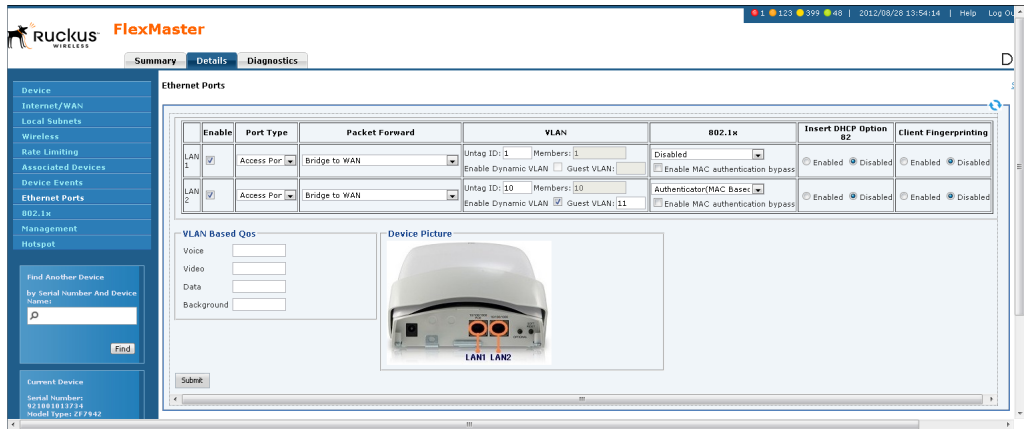 1 123 399 48 | 2012/08/28 13:54:14 | Help Log
Ruckus WIRELESS
FlexMaster
Summary Details Diagnostics
D
Device
Internet/WAN
Local Subnets
Wireless
Rate Limiting
Associated Devices
Device Events
Ethernet Ports
802.1x
Management
Hotspot
Find Another Device
by Serial Number And Device Name:
Find
Current Device
Serial Number:
921001013734
Model Type: ZF7942
Ethernet Ports
Enable Port Type Packet Forward VLAN 802.1x Insert DHCP Option 82 Client Fingerprinting
LAN 1 Access Por Bridge to WAN Untag ID: 1 Members: 1 Disabled Enabled Disabled Enabled Disabled
Enable Dynamic VLAN Guest VLAN: Enable MAC authentication bypass
LAN 2 Access Por Bridge to WAN Untag ID: 10 Members: 10 Authenticator(MAC Basec Enabled Disabled Enabled Disabled
Enable Dynamic VLAN Guest VLAN: 11 Enable MAC authentication bypass
VLAN Based Qos
Voice
Video
Data
Background
Device Picture
LAN1 LAN2
Submit